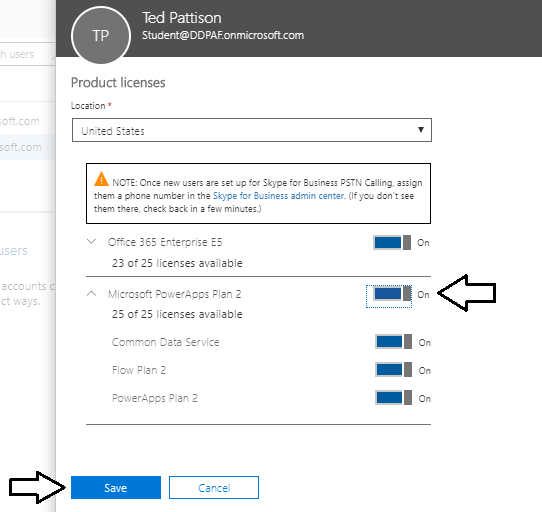 TP
Ted Pattison
Student@DDPAF.onmicrosoft.com
users
soft.com
soft.com
users
accounts
ct ways.
Product licenses
Location *
United States
NOTE: Once new users are set up for Skype for Business PSTN Calling, assign
them a phone number in the Skype for Business admin center. (If you don't see
them there, check back in a few minutes.)
Office 365 Enterprise E5 On
23 of 25 licenses available
Microsoft PowerApps Plan 2 On
25 of 25 licenses available
Common Data Service On
Flow Plan 2 On
PowerApps Plan 2 On
Save Cancel